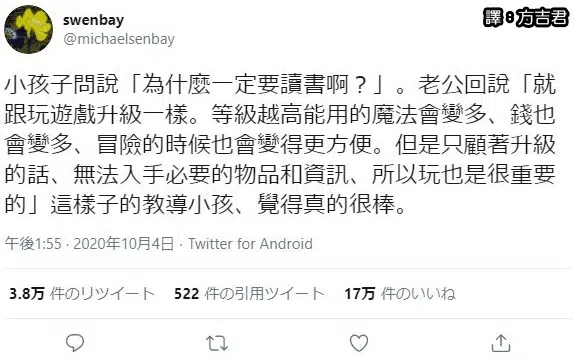 swenbay
@michaelsenbay
譯:方吉君
小孩子問說「為什麼一定要讀書啊？」。老公回說「就
跟玩遊戲升級一樣。等級越高能用的魔法會變多、錢也
會變多、冒險的時候也會變得更方便。但是只顧著升級
的話、無法入手必要的物品和資訊、所以玩也是很重要
的」這樣子的教導小孩、覺得真的很棒。
午後1:55 · 2020年10月4日 · Twitter for Android
3.8万 件のリツイート 522 件の引用ツイート 17万 件のいいね